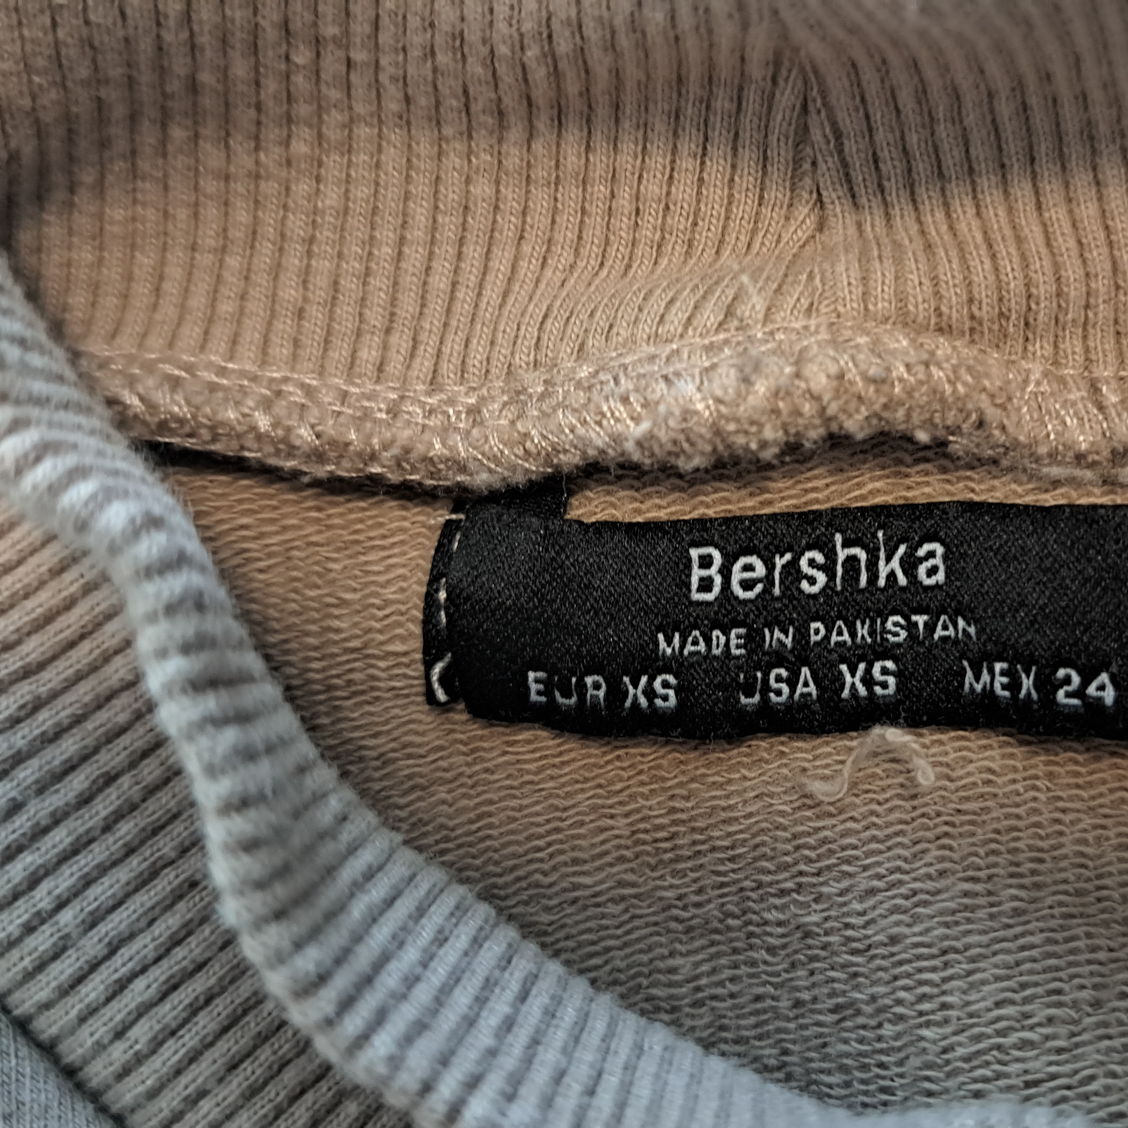 Bershka
MADE IN PAKISTAN
EUR XS USA XS MEX 24